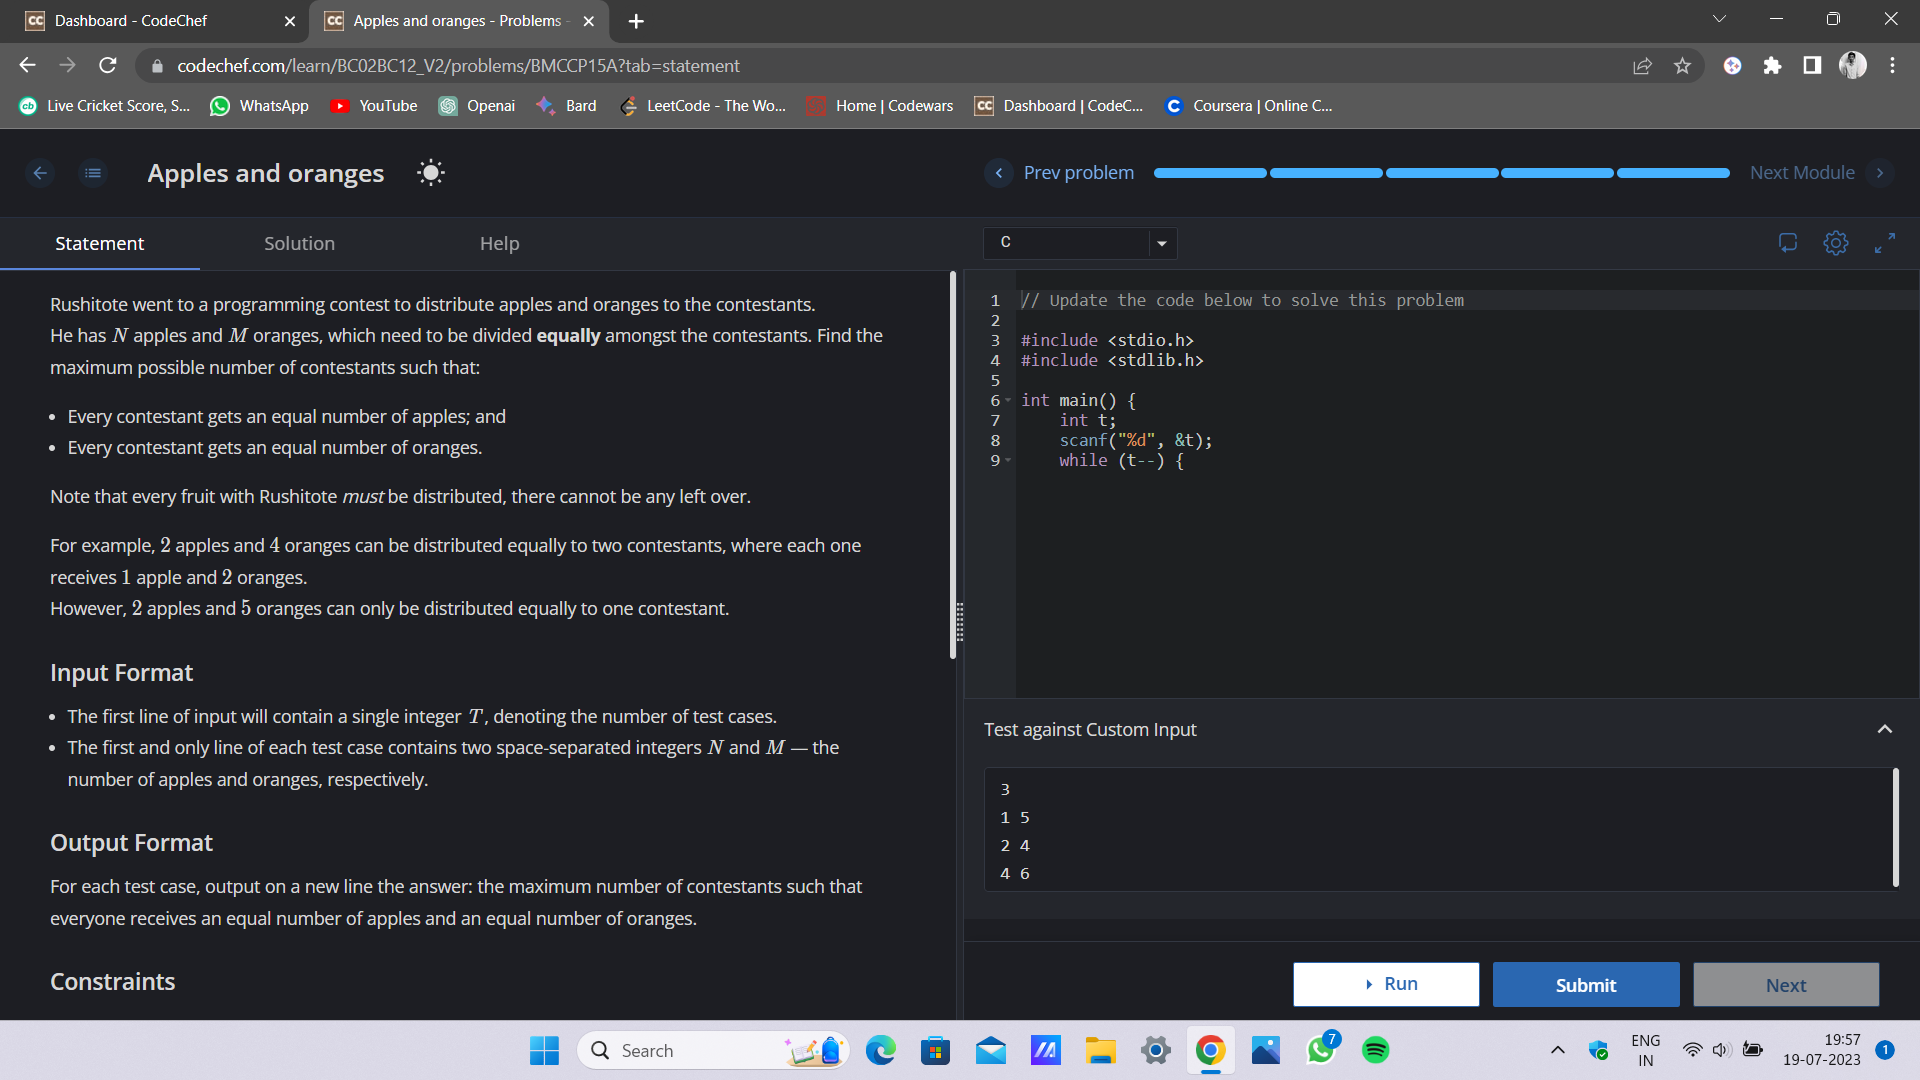 Dashboard - CodeChef
Apples and oranges - Problems -
codechef.com/learn/BC02BC12_V2/problems/BMCCP15A?tab=statement
Live Cricket Score, S...
WhatsApp
YouTube
Openai
Bard
LeetCode - The Wo...
Home | Codewars
Dashboard | CodeC...
Coursera | Online C...
Apples and oranges
Prev problem
Next Module
Statement
Solution
Help
Rushitote went to a programming contest to distribute apples and oranges to the contestants.
He has N apples and M oranges, which need to be divided equally amongst the contestants. Find the
maximum possible number of contestants such that:
• Every contestant gets an equal number of apples; and
• Every contestant gets an equal number of oranges.
Note that every fruit with Rushitote must be distributed, there cannot be any left over.
For example, 2 apples and 4 oranges can be distributed equally to two contestants, where each one
receives 1 apple and 2 oranges.
However, 2 apples and 5 oranges can only be distributed equally to one contestant.
Input Format
• The first line of input will contain a single integer T, denoting the number of test cases.
• The first and only line of each test case contains two space-separated integers N and M — the
number of apples and oranges, respectively.
Output Format
For each test case, output on a new line the answer: the maximum number of contestants such that
everyone receives an equal number of apples and an equal number of oranges.
Constraints
C
1 // Update the code below to solve this problem
2
3 #include <stdio.h>
4 #include <stdlib.h>
5
6 int main() {
7 int t;
8 scanf("%d", &t);
9 while (t--) {
Test against Custom Input
3
1 5
2 4
4 6
Run
Submit
Next
Search
7
ENG
IN
19:57
19-07-2023
1